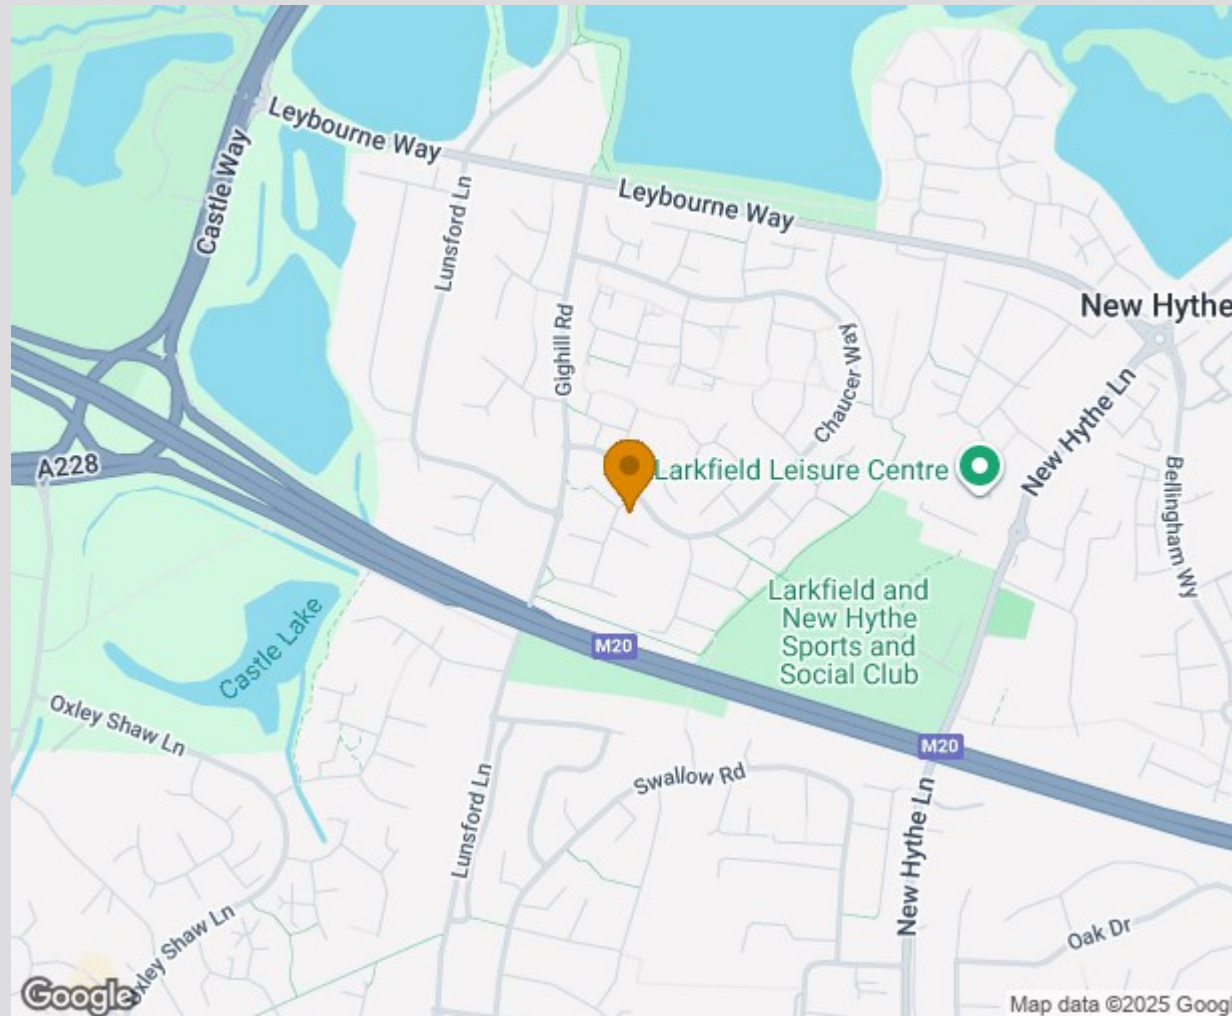 Leybourne Way
Castle Way
Lunsford Ln
Leybourne Way
New Hythe
Gighill Rd
Chaucer Way
New Hythe Ln
A228
Larkfield Leisure Centre
Bellingham Wy
Larkfield and
New Hythe
Sports and
Social Club
Castle Lake
M20
Oxley Shaw Ln
M20
Swallow Rd
Lunsford Ln
New Hythe Ln
Oxley Shaw Ln
Oak Dr
Google
Map data ©2025 Googl